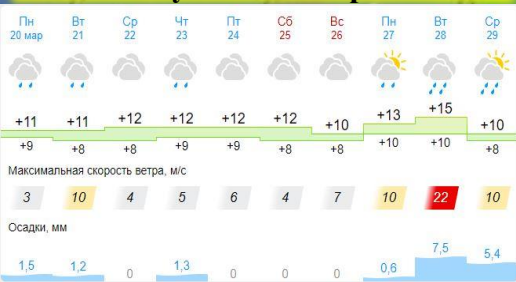 Пн Вт Ср Чт Пт Сб Вс Пн Вт Ср
20 мар 21 22 23 24 25 26 27 28 29
+11 +11 +12 +12 +12 +12 +10 +13 +15 +10
+9 +8 +8 +9 +9 +8 +8 +10 +10 +8
Максимальная скорость ветра, м/с
3 10 4 5 6 4 7 10 22 10
Осадки, мм
1,5 1,2 0 1,3 0 0 0 0,6 7,5 5,4